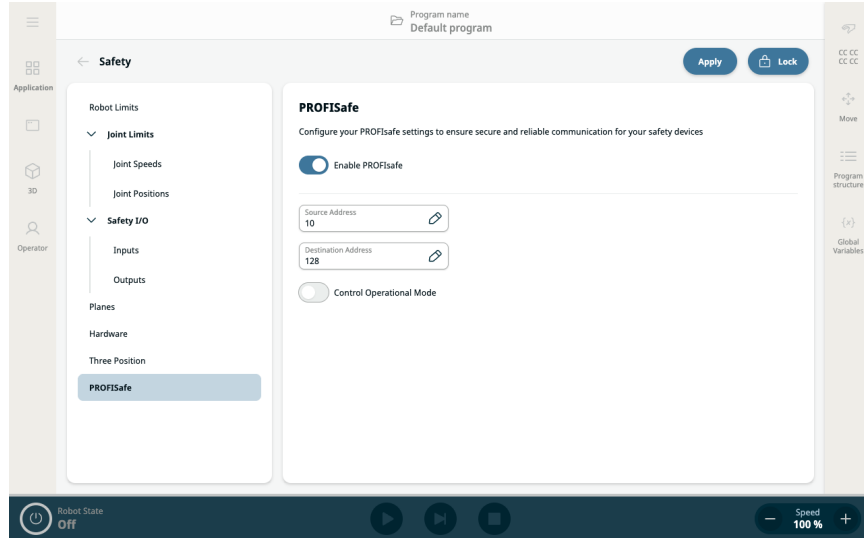 Program name
Default program
Safety
Apply
Lock
Application
3D
Operator
Robot Limits
Joint Limits
Joint Speeds
Joint Positions
Safety I/O
Inputs
Outputs
Planes
Hardware
Three Position
PROFISafe
PROFISafe
Configure your PROFIsafe settings to ensure secure and reliable communication for your safety devices
Enable PROFIsafe
Source Address
10
Destination Address
128
Control Operational Mode
CC CC
CC CC
Move
Program
structure
{x}
Global
Variables
Robot State
Off
Speed
100 %